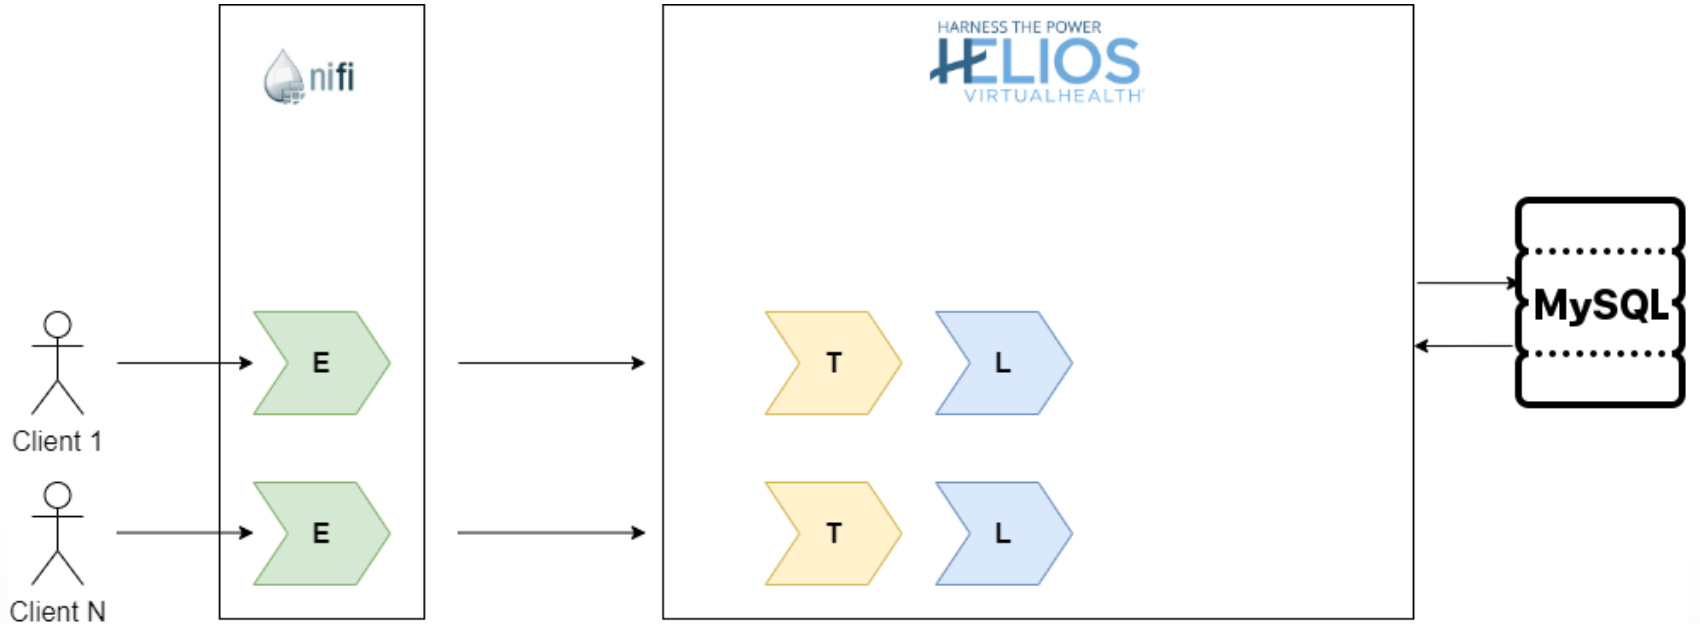 nifi
HARNESS THE POWER
HELIOS
VIRTUALHEALTH
E
T
L
MySQL
Client 1
E
T
L
Client N